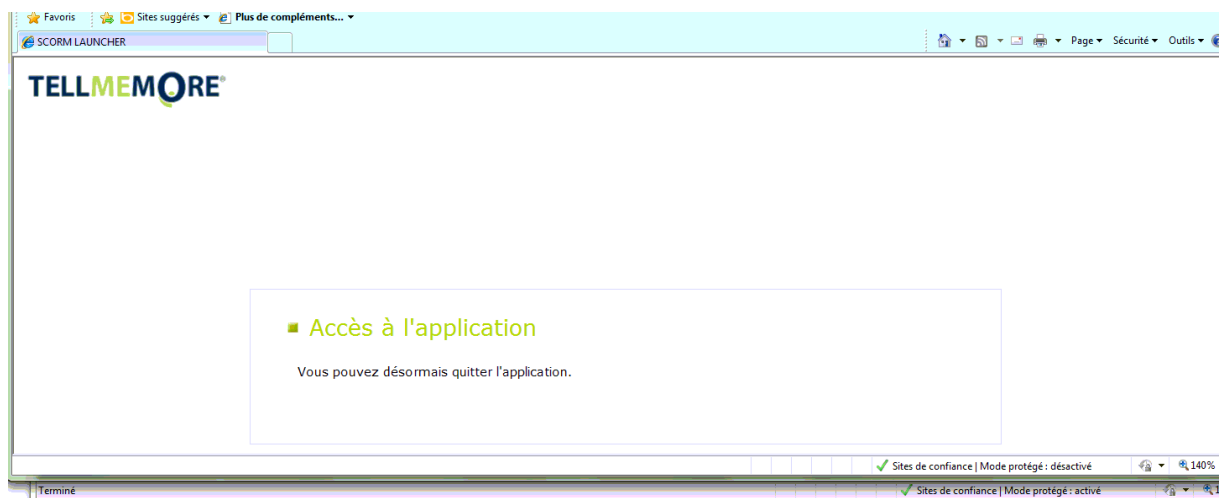 Favoris Sites suggérés Plus de compléments...
SCORM LAUNCHER Page Sécurité Outils
TELLMEMORE®
Accès à l'application
Vous pouvez désormais quitter l'application.
Sites de confiance | Mode protégé : désactivé 140%
Terminé Sites de confiance | Mode protégé : activé